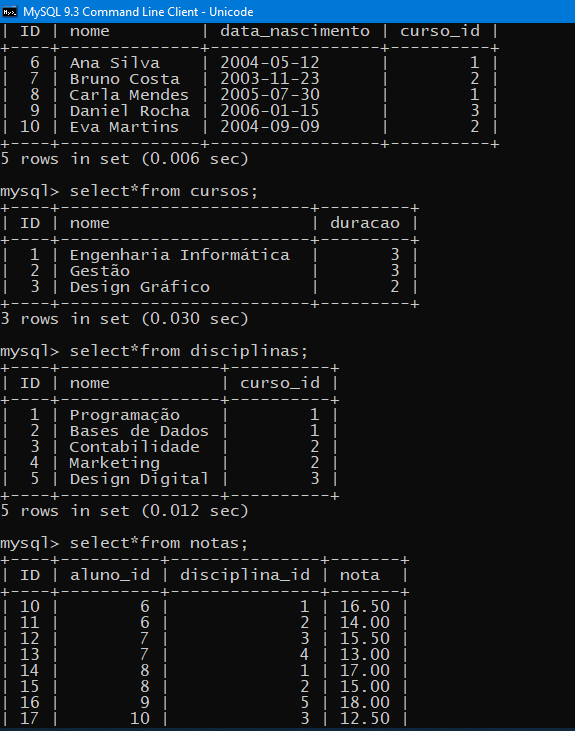 MySQL 9.3 Command Line Client - Unicode
| ID | nome         | data_nascimento | curso_id |
+----+--------------+-----------------+----------+
|  6 | Ana Silva    | 2004-05-12      |        1 |
|  7 | Bruno Costa  | 2003-11-23      |        2 |
|  8 | Carla Mendes | 2005-07-30      |        1 |
|  9 | Daniel Rocha | 2006-01-15      |        3 |
| 10 | Eva Martins  | 2004-09-09      |        2 |
+----+--------------+-----------------+----------+
5 rows in set (0.006 sec)
mysql> select*from cursos;
+----+------------------------+---------+
| ID | nome                   | duracao |
+----+------------------------+---------+
|  1 | Engenharia Informática |       3 |
|  2 | Gestão                 |       3 |
|  3 | Design Gráfico         |       2 |
+----+------------------------+---------+
3 rows in set (0.030 sec)
mysql> select*from disciplinas;
+----+----------------+----------+
| ID | nome           | curso_id |
+----+----------------+----------+
|  1 | Programação    |        1 |
|  2 | Bases de Dados |        1 |
|  3 | Contabilidade  |        2 |
|  4 | Marketing      |        2 |
|  5 | Design Digital |        3 |
+----+----------------+----------+
5 rows in set (0.012 sec)
mysql> select*from notas;
+----+----------+---------------+-------+
| ID | aluno_id | disciplina_id | nota  |
+----+----------+---------------+-------+
| 10 |        6 |             1 | 16.50 |
| 11 |        6 |             2 | 14.00 |
| 12 |        7 |             3 | 15.50 |
| 13 |        7 |             4 | 13.00 |
| 14 |        8 |             1 | 17.00 |
| 15 |        8 |             2 | 15.00 |
| 16 |        9 |             5 | 18.00 |
| 17 |       10 |             3 | 12.50 |